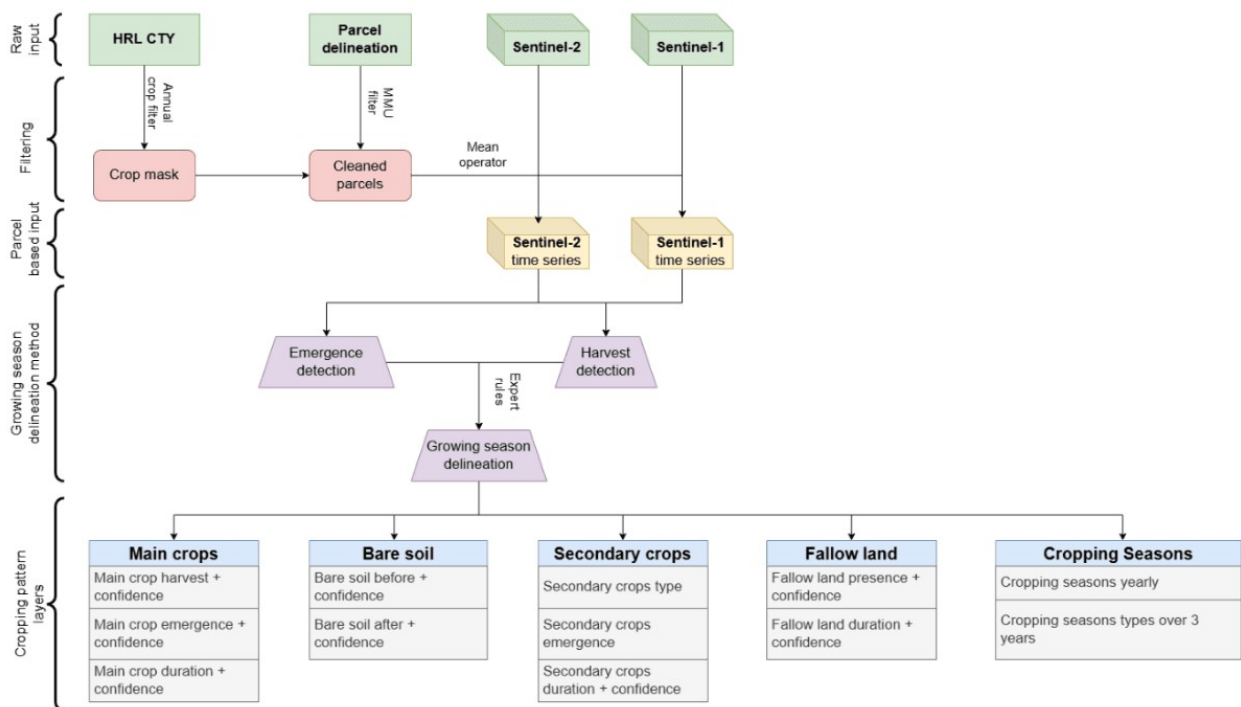 Raw
input
HRL CTY
Parcel
delineation
Sentinel-2
Sentinel-1
Filtering
Annual
crop filter
MMU
filter
Crop mask
Cleaned
parcels
Mean
operator
Parcel
based input
Sentinel-2
time series
Sentinel-1
time series
Growing season
delineation method
Emergence
detection
Harvest
detection
Expert
rules
Growing season
delineation
Cropping pattern
layers
Main crops
Main crop harvest +
confidence
Main crop emergence +
confidence
Main crop duration +
confidence
Bare soil
Bare soil before +
confidence
Bare soil after +
confidence
Secondary crops
Secondary crops type
Secondary crops
emergence
Secondary crops
duration + confidence
Fallow land
Fallow land presence +
confidence
Fallow land duration +
confidence
Cropping Seasons
Cropping seasons yearly
Cropping seasons types over 3
years